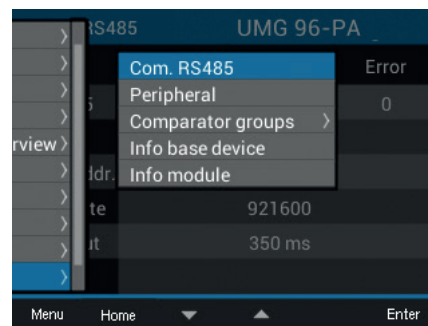 RS485 UMG 96-PA
Com. RS485
Error
Peripheral
5
0
Comparator groups >
rview >
Info base device
Info module
ddr.
te 921600
ut 350 ms
Menu Home Enter